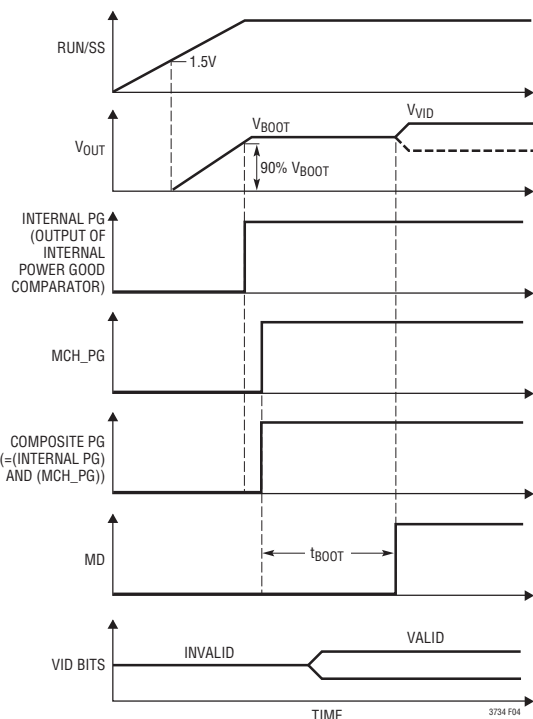 RUN/SS
1.5V
VOUT
VBOOT
VVID
90% VBOOT
INTERNAL PG
(OUTPUT OF
INTERNAL
POWER GOOD
COMPARATOR)
MCH_PG
COMPOSITE PG
(=(INTERNAL PG)
AND (MCH_PG))
MD
tBOOT
VID BITS
INVALID
VALID
TIME
3734 F04